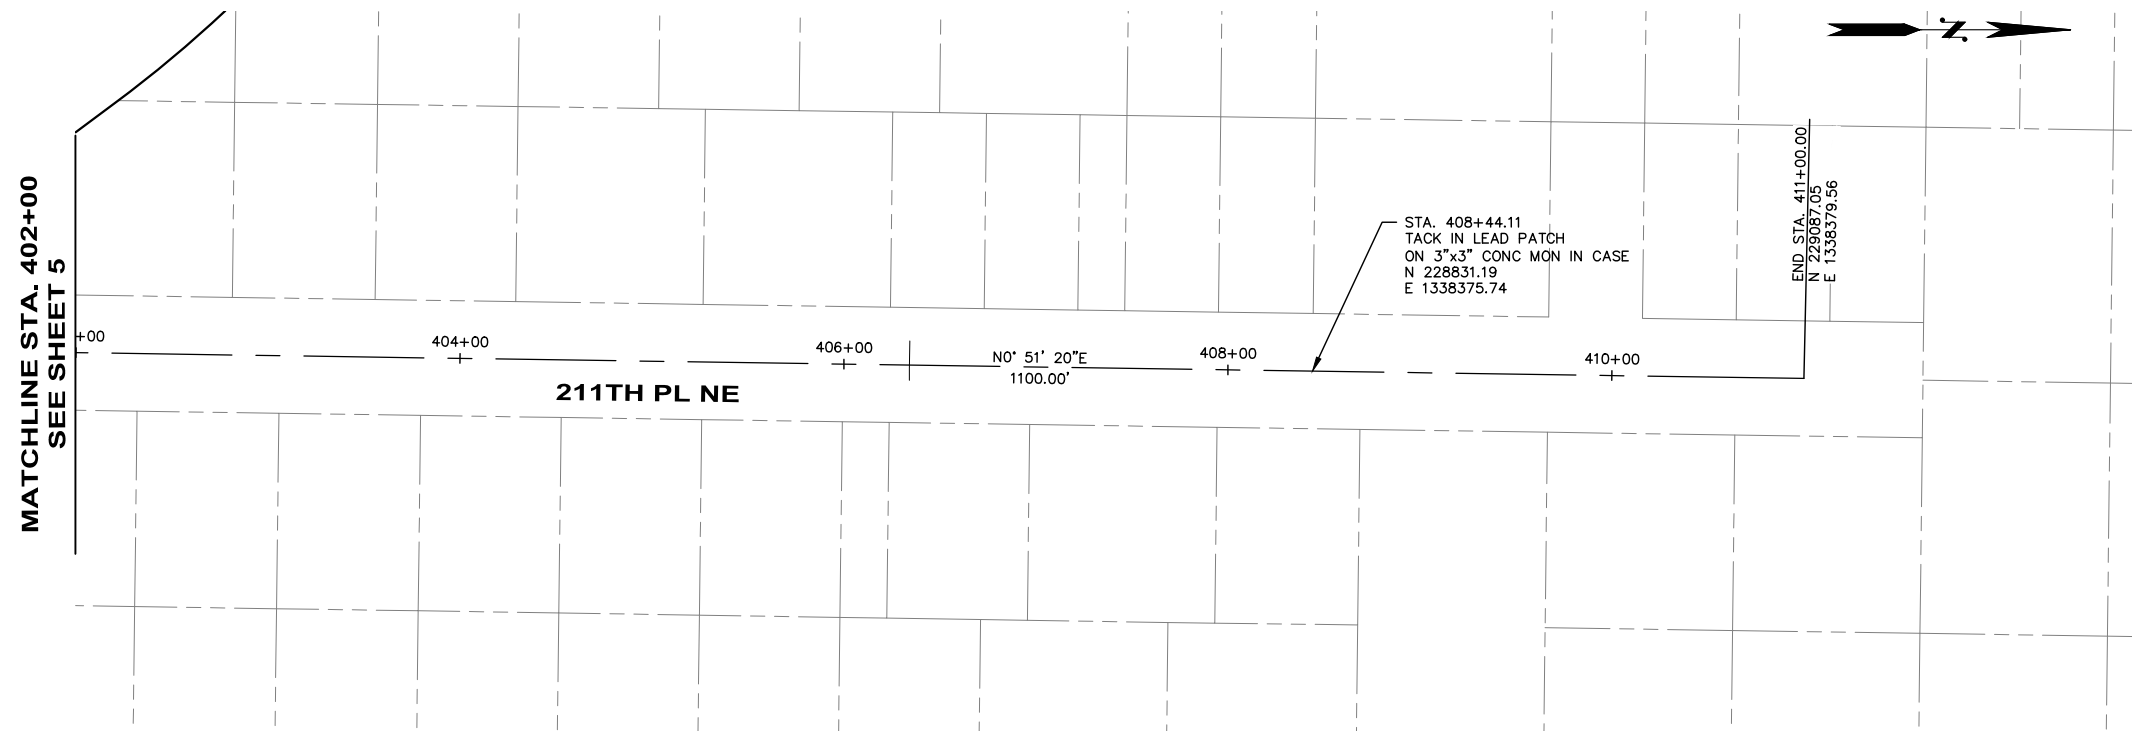 MATCHLINE STA. 402+00
SEE SHEET 5
+00
404+00
406+00
N0° 51' 20"E
1100.00'
408+00
410+00
211TH PL NE
STA. 408+44.11
TACK IN LEAD PATCH
ON 3"x3" CONC MON IN CASE
N 228831.19
E 1338375.74
END STA. 411+00.00
N 229087.05
E 1338379.56
N